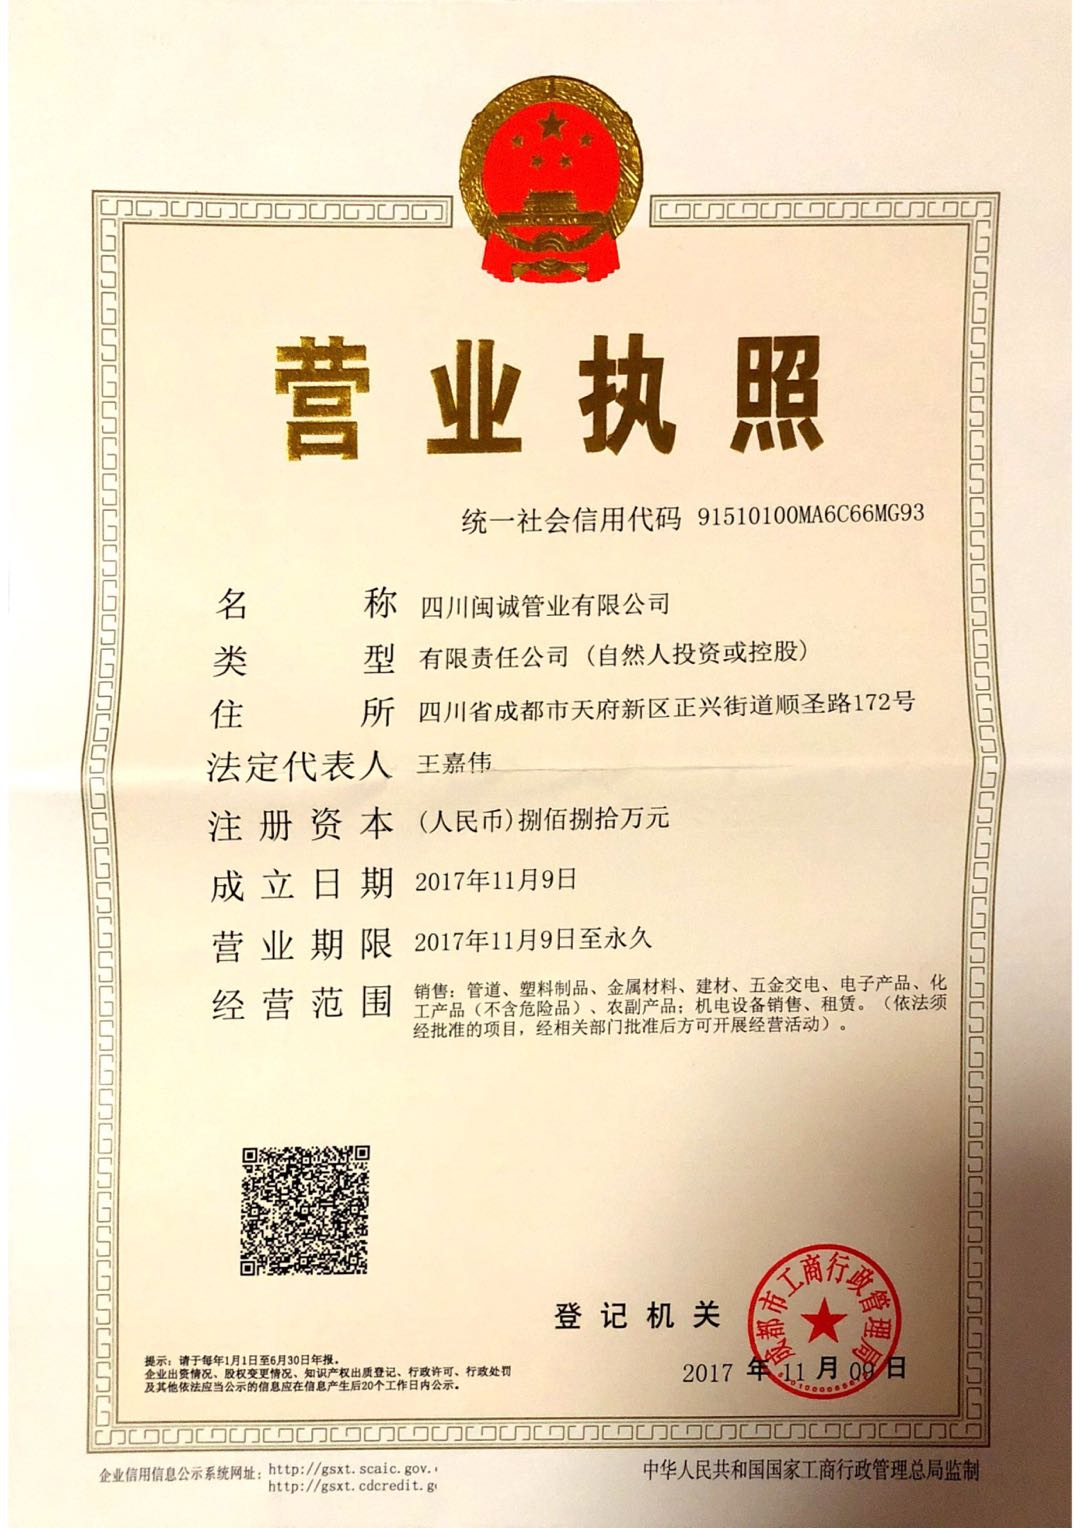 营业执照
统一社会信用代码 91510100MA6C66MG93
名称 四川闽诚管业有限公司
类型 有限责任公司（自然人投资或控股）
住所 四川省成都市天府新区正兴街道顺圣路172号
法定代表人 王嘉伟
注册资本 (人民币)捌佰捌拾万元
成立日期 2017年11月9日
营业期限 2017年11月9日至永久
经营范围 销售：管道、塑料制品、金属材料、建材、五金交电、电子产品、化
工产品（不含危险品）、农副产品；机电设备销售、租赁。（依法须
经批准的项目，经相关部门批准后方可开展经营活动）。
成都市工商行政管理局
登记机关
2017 年 11 月 09 日
提示：请于每年1月1日至6月30日年报。
企业出资情况、股权变更情况、知识产权出质登记、行政许可、行政处罚
及其他依法应当公示的信息应在信息产生后20个工作日内公示。
企业信用信息公示系统网址：http://gsxt.scaic.gov.
http://gsxt.cdcredit.g
中华人民共和国国家工商行政管理总局监制